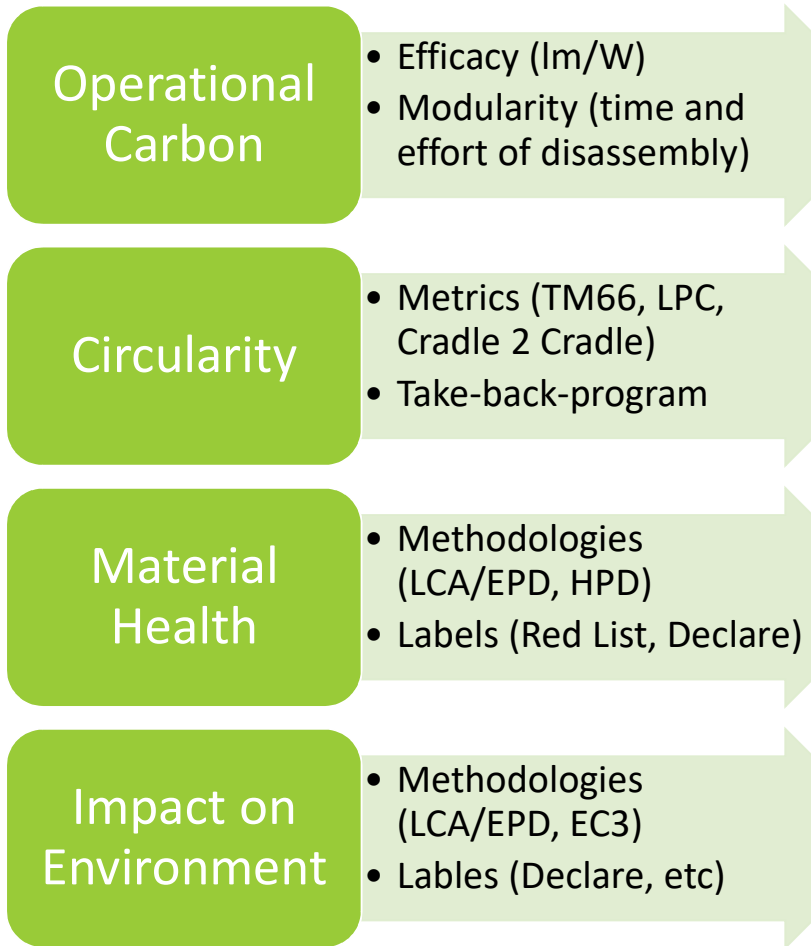 Operational
Carbon
• Efficacy (lm/W)
• Modularity (time and
effort of disassembly)
Circularity
• Metrics (TM66, LPC,
Cradle 2 Cradle)
• Take-back-program
Material
Health
• Methodologies
(LCA/EPD, HPD)
• Labels (Red List, Declare)
Impact on
Environment
• Methodologies
(LCA/EPD, EC3)
• Lables (Declare, etc)